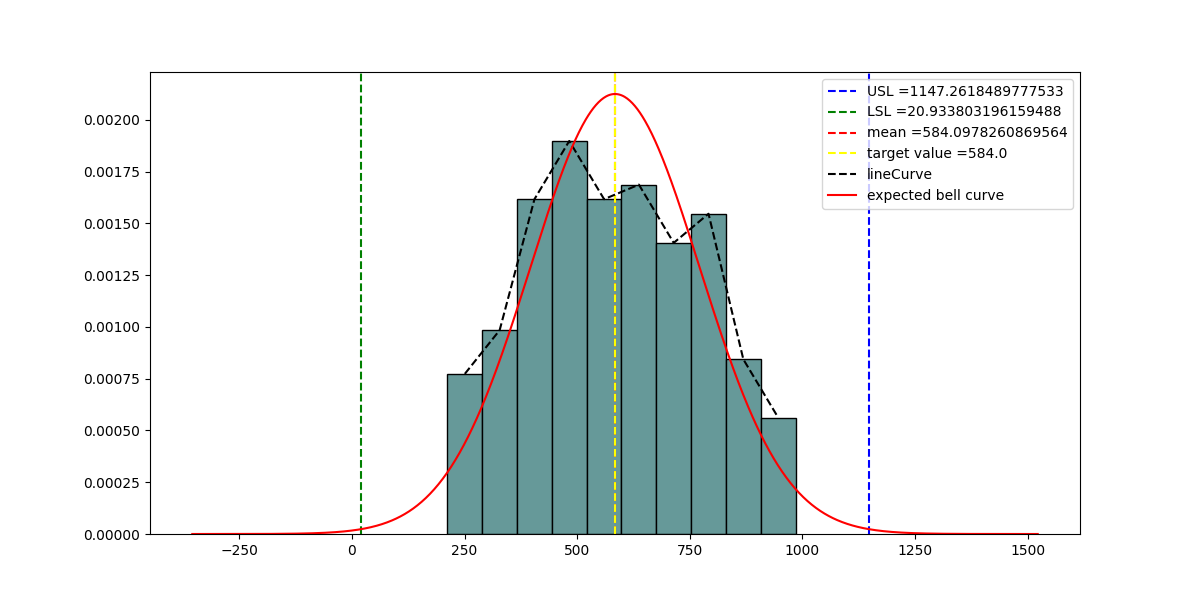 USL =1147.2618489777533
LSL =20.933803196159488
mean =584.0978260869564
target value =584.0
lineCurve
expected bell curve
0.00200
0.00175
0.00150
0.00125
0.00100
0.00075
0.00050
0.00025
0.00000
−250 0 250 500 750 1000 1250 1500